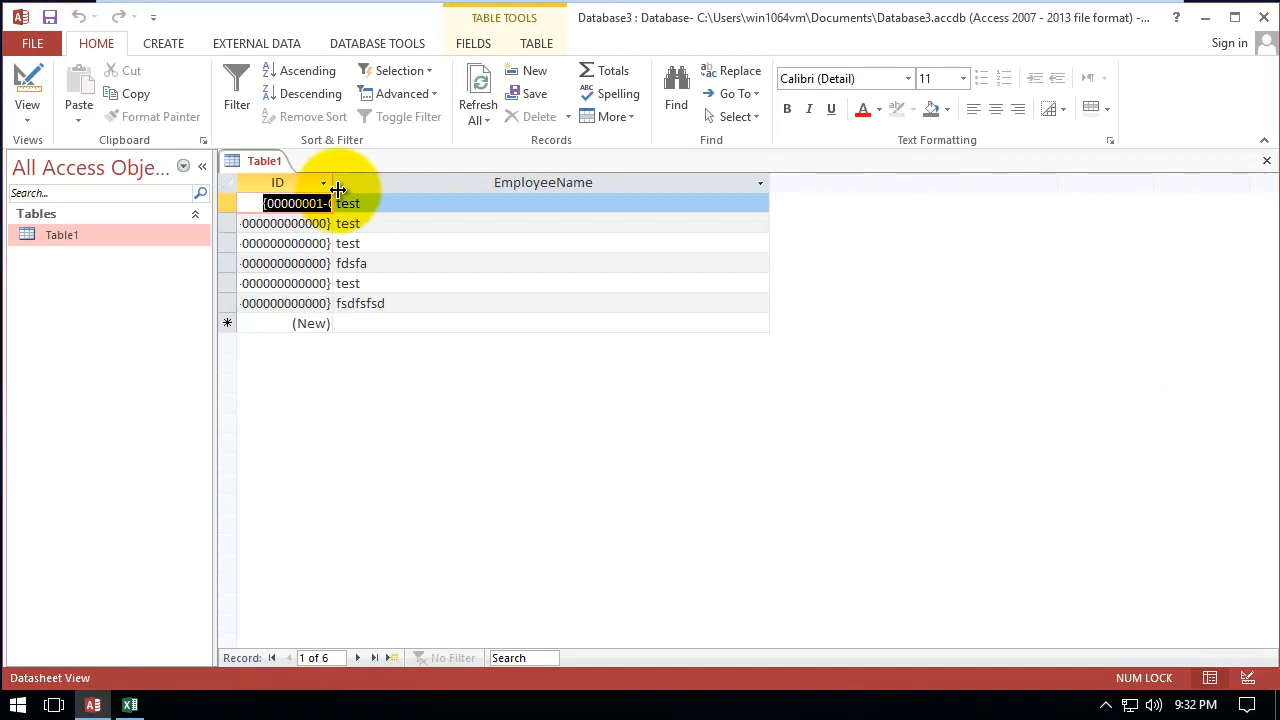 Database3 : Database- C:\Users\win1064vm\Documents\Database3.accdb (Access 2007 - 2013 file format) -...
TABLE TOOLS
FILE HOME CREATE EXTERNAL DATA DATABASE TOOLS FIELDS TABLE Sign in
View
Views
Paste
Cut
Copy
Format Painter
Clipboard
Filter
Ascending
Descending
Remove Sort
Selection
Advanced
Toggle Filter
Sort & Filter
Refresh
All
New
Save
Delete
Totals
Spelling
More
Records
Find
Replace
Go To
Select
Find
Calibri (Detail) 11
B I U A
Text Formatting
All Access Obje...
Search...
Tables
Table1
Table1
ID EmployeeName
{00000001-0 test
-000000000000} test
-000000000000} test
-000000000000} fdsfa
-000000000000} test
-000000000000} fsdfsfsd
(New)
Record: 1 of 6 No Filter Search
Datasheet View NUM LOCK
9:32 PM